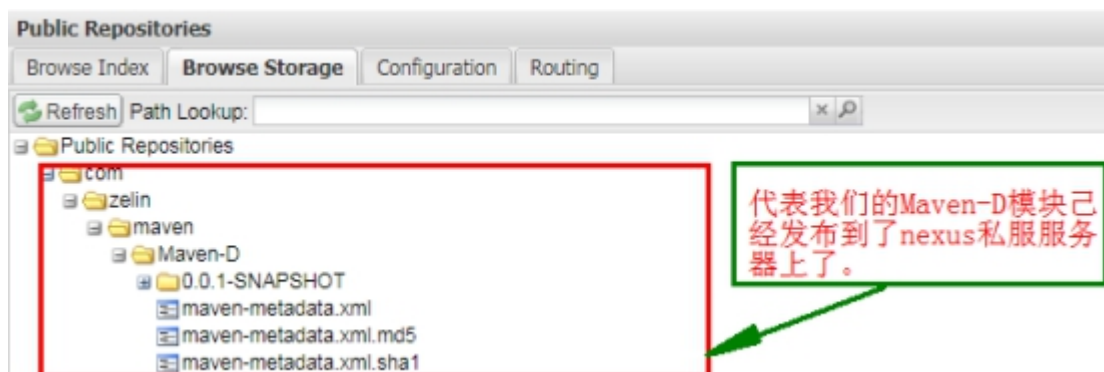 Public Repositories
Browse Index Browse Storage Configuration Routing
Refresh Path Lookup:
Public Repositories
com
zelin
maven
Maven-D
0.0.1-SNAPSHOT
maven-metadata.xml
maven-metadata.xml.md5
maven-metadata.xml.sha1
代表我们的Maven-D模块己
经发布到了nexus私服服务
器上了。